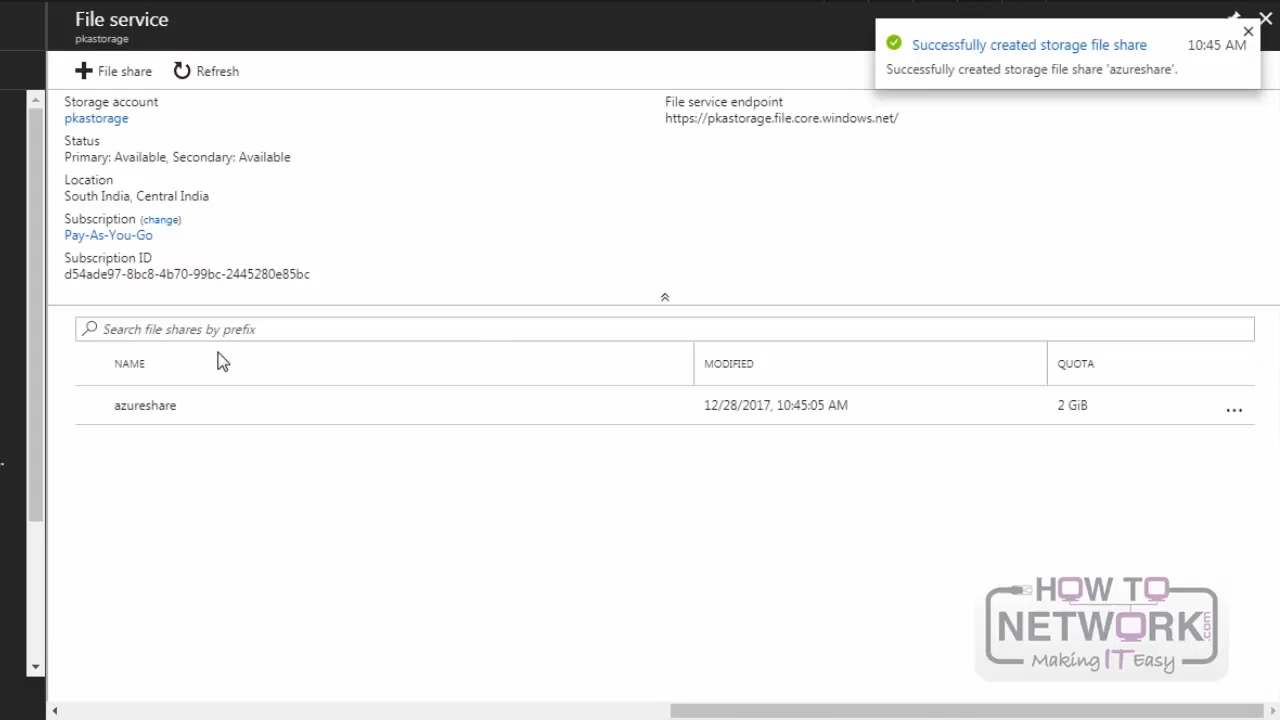 File service
pkastorage
Successfully created storage file share
10:45 AM
Successfully created storage file share 'azureshare'.
File share
Refresh
Storage account
pkastorage
Status
Primary: Available, Secondary: Available
Location
South India, Central India
Subscription (change)
Pay-As-You-Go
Subscription ID
d54ade97-8bc8-4b70-99bc-2445280e85bc
File service endpoint
https://pkastorage.file.core.windows.net/
Search file shares by prefix
NAME
MODIFIED
QUOTA
azureshare
12/28/2017, 10:45:05 AM
2 GiB
...
HOW TO
NETWORK.com
Making IT Easy